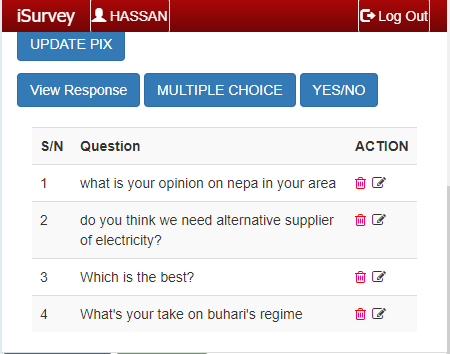 iSurvey HASSAN Log Out
UPDATE PIX
View Response MULTIPLE CHOICE YES/NO
S/N Question ACTION
1 what is your opinion on nepa in your area
2 do you think we need alternative supplier
of electricity?
3 Which is the best?
4 What's your take on buhari's regime